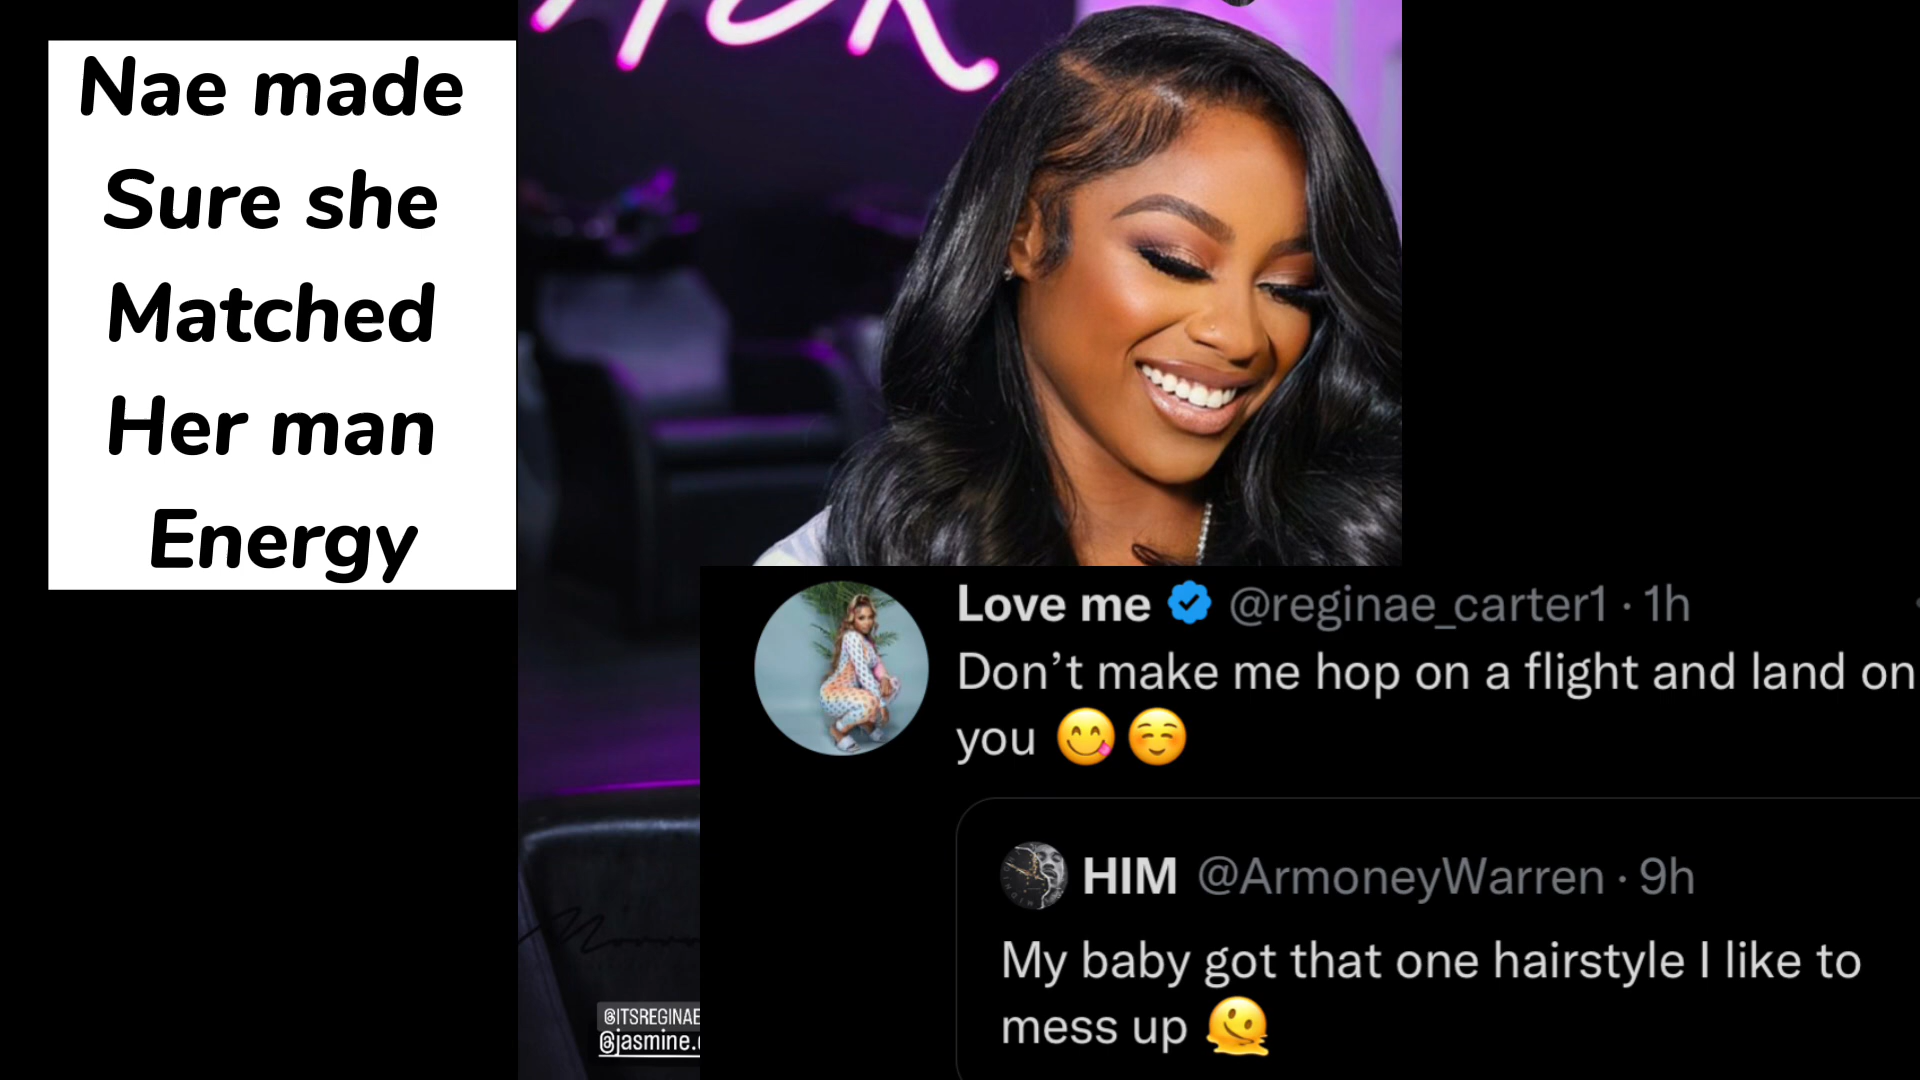 Nae made
Sure she
Matched
Her man
Energy
Love me @reginae_carter1 · 1h
Don’t make me hop on a flight and land on
you 😋 ☺️
HIM @ArmoneyWarren · 9h
My baby got that one hairstyle I like to
mess up 🫠
@ITSREGINAE
@jasmine.